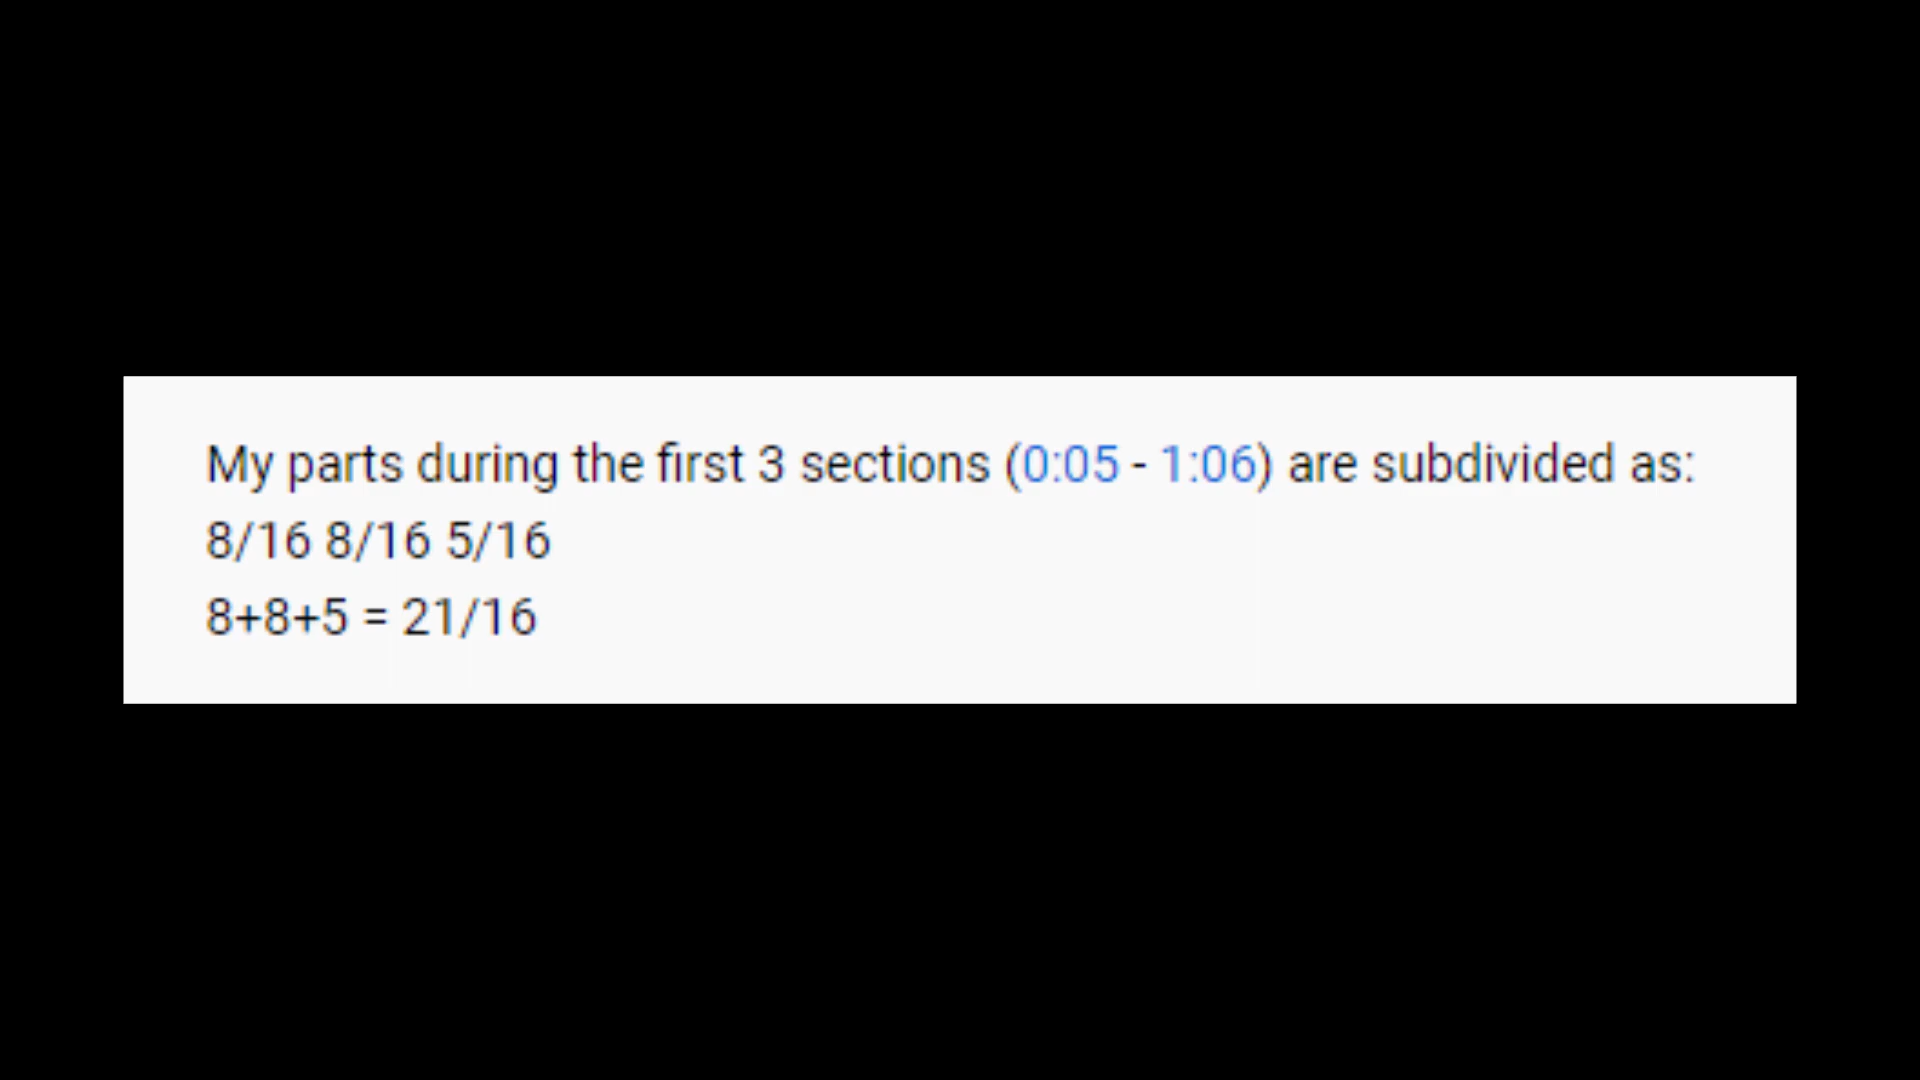 My parts during the first 3 sections (0:05 - 1:06) are subdivided as:
8/16 8/16 5/16
8+8+5 = 21/16